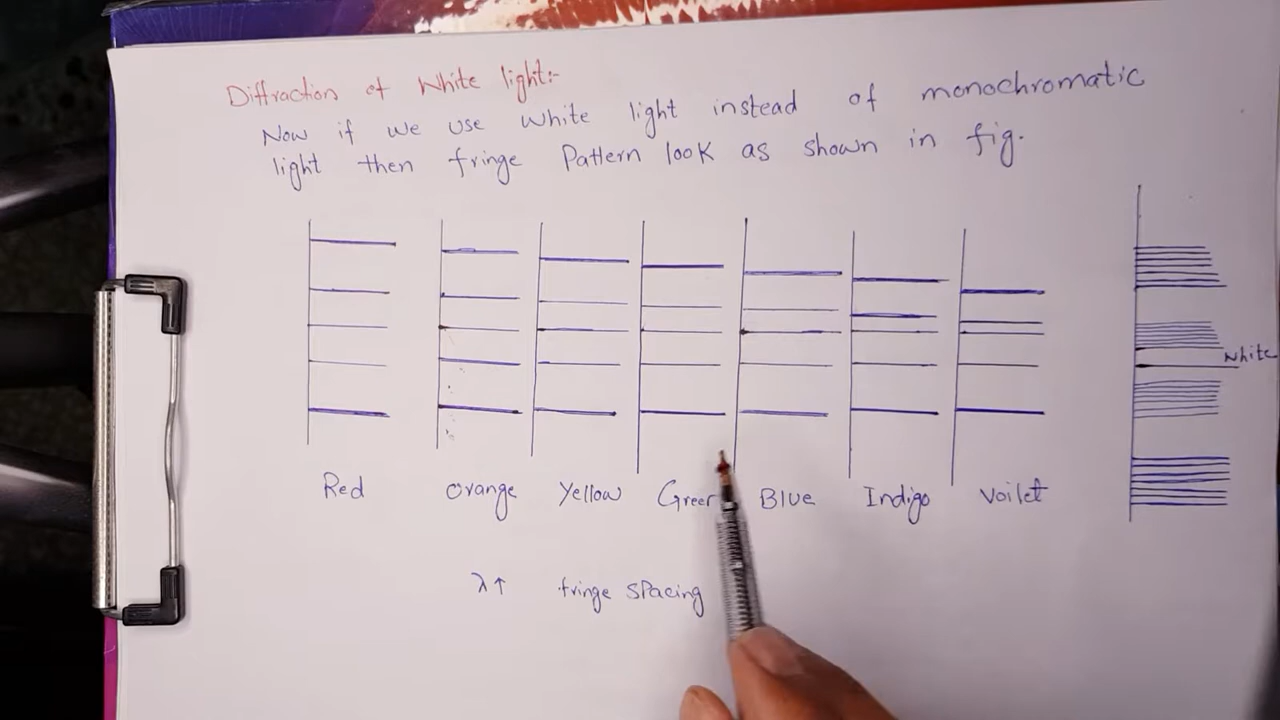 Diffraction of White light:-
Now if we use white light instead of monochromatic
light then fringe Pattern look as shown in fig.
White
Red Orange Yellow Green Blue Indigo Voilet
λ↑ fringe spacing